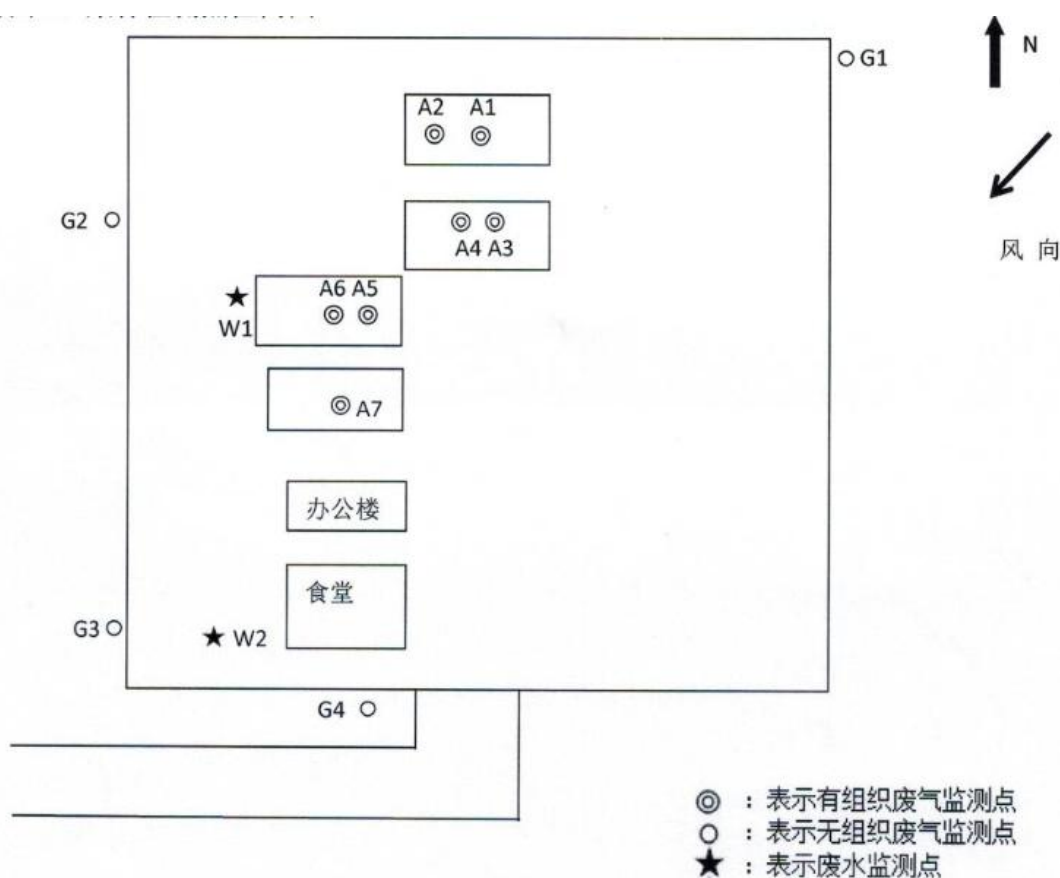 G1
N
A2 A1
G2
A4 A3
风 向
A6 A5
W1
A7
办公楼
食堂
G3
W2
G4
◎ ：表示有组织废气监测点
○ ：表示无组织废气监测点
★ ：表示废水监测点